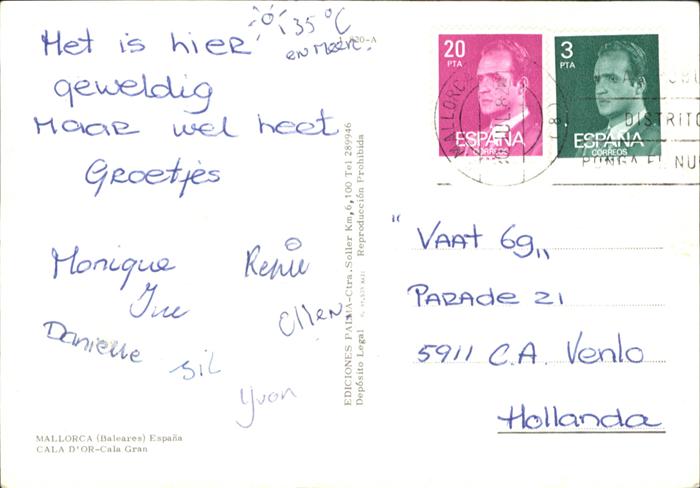 35 °C
en meer.
Het is hier
geweldig
maar wel heet
Groetjes
Monique
Renie
Ellen
Danielle
Sil
Yvon
MALLORCA (Baleares) España
CALA D'OR-Cala Gran
EDICIONES PALMA-Ctra. Soller Km, 6,100 Tel 289946
Depósito Legal Reproducción Prohibida
20
PTA
ESPAÑA
CORREOS
3
PTA
ESPAÑA
CORREOS
MALLORCA
DISTRITO
PONGA EL NU
" VAAT 69 "
PARADE 21
5911 C.A. Venlo
Hollanda